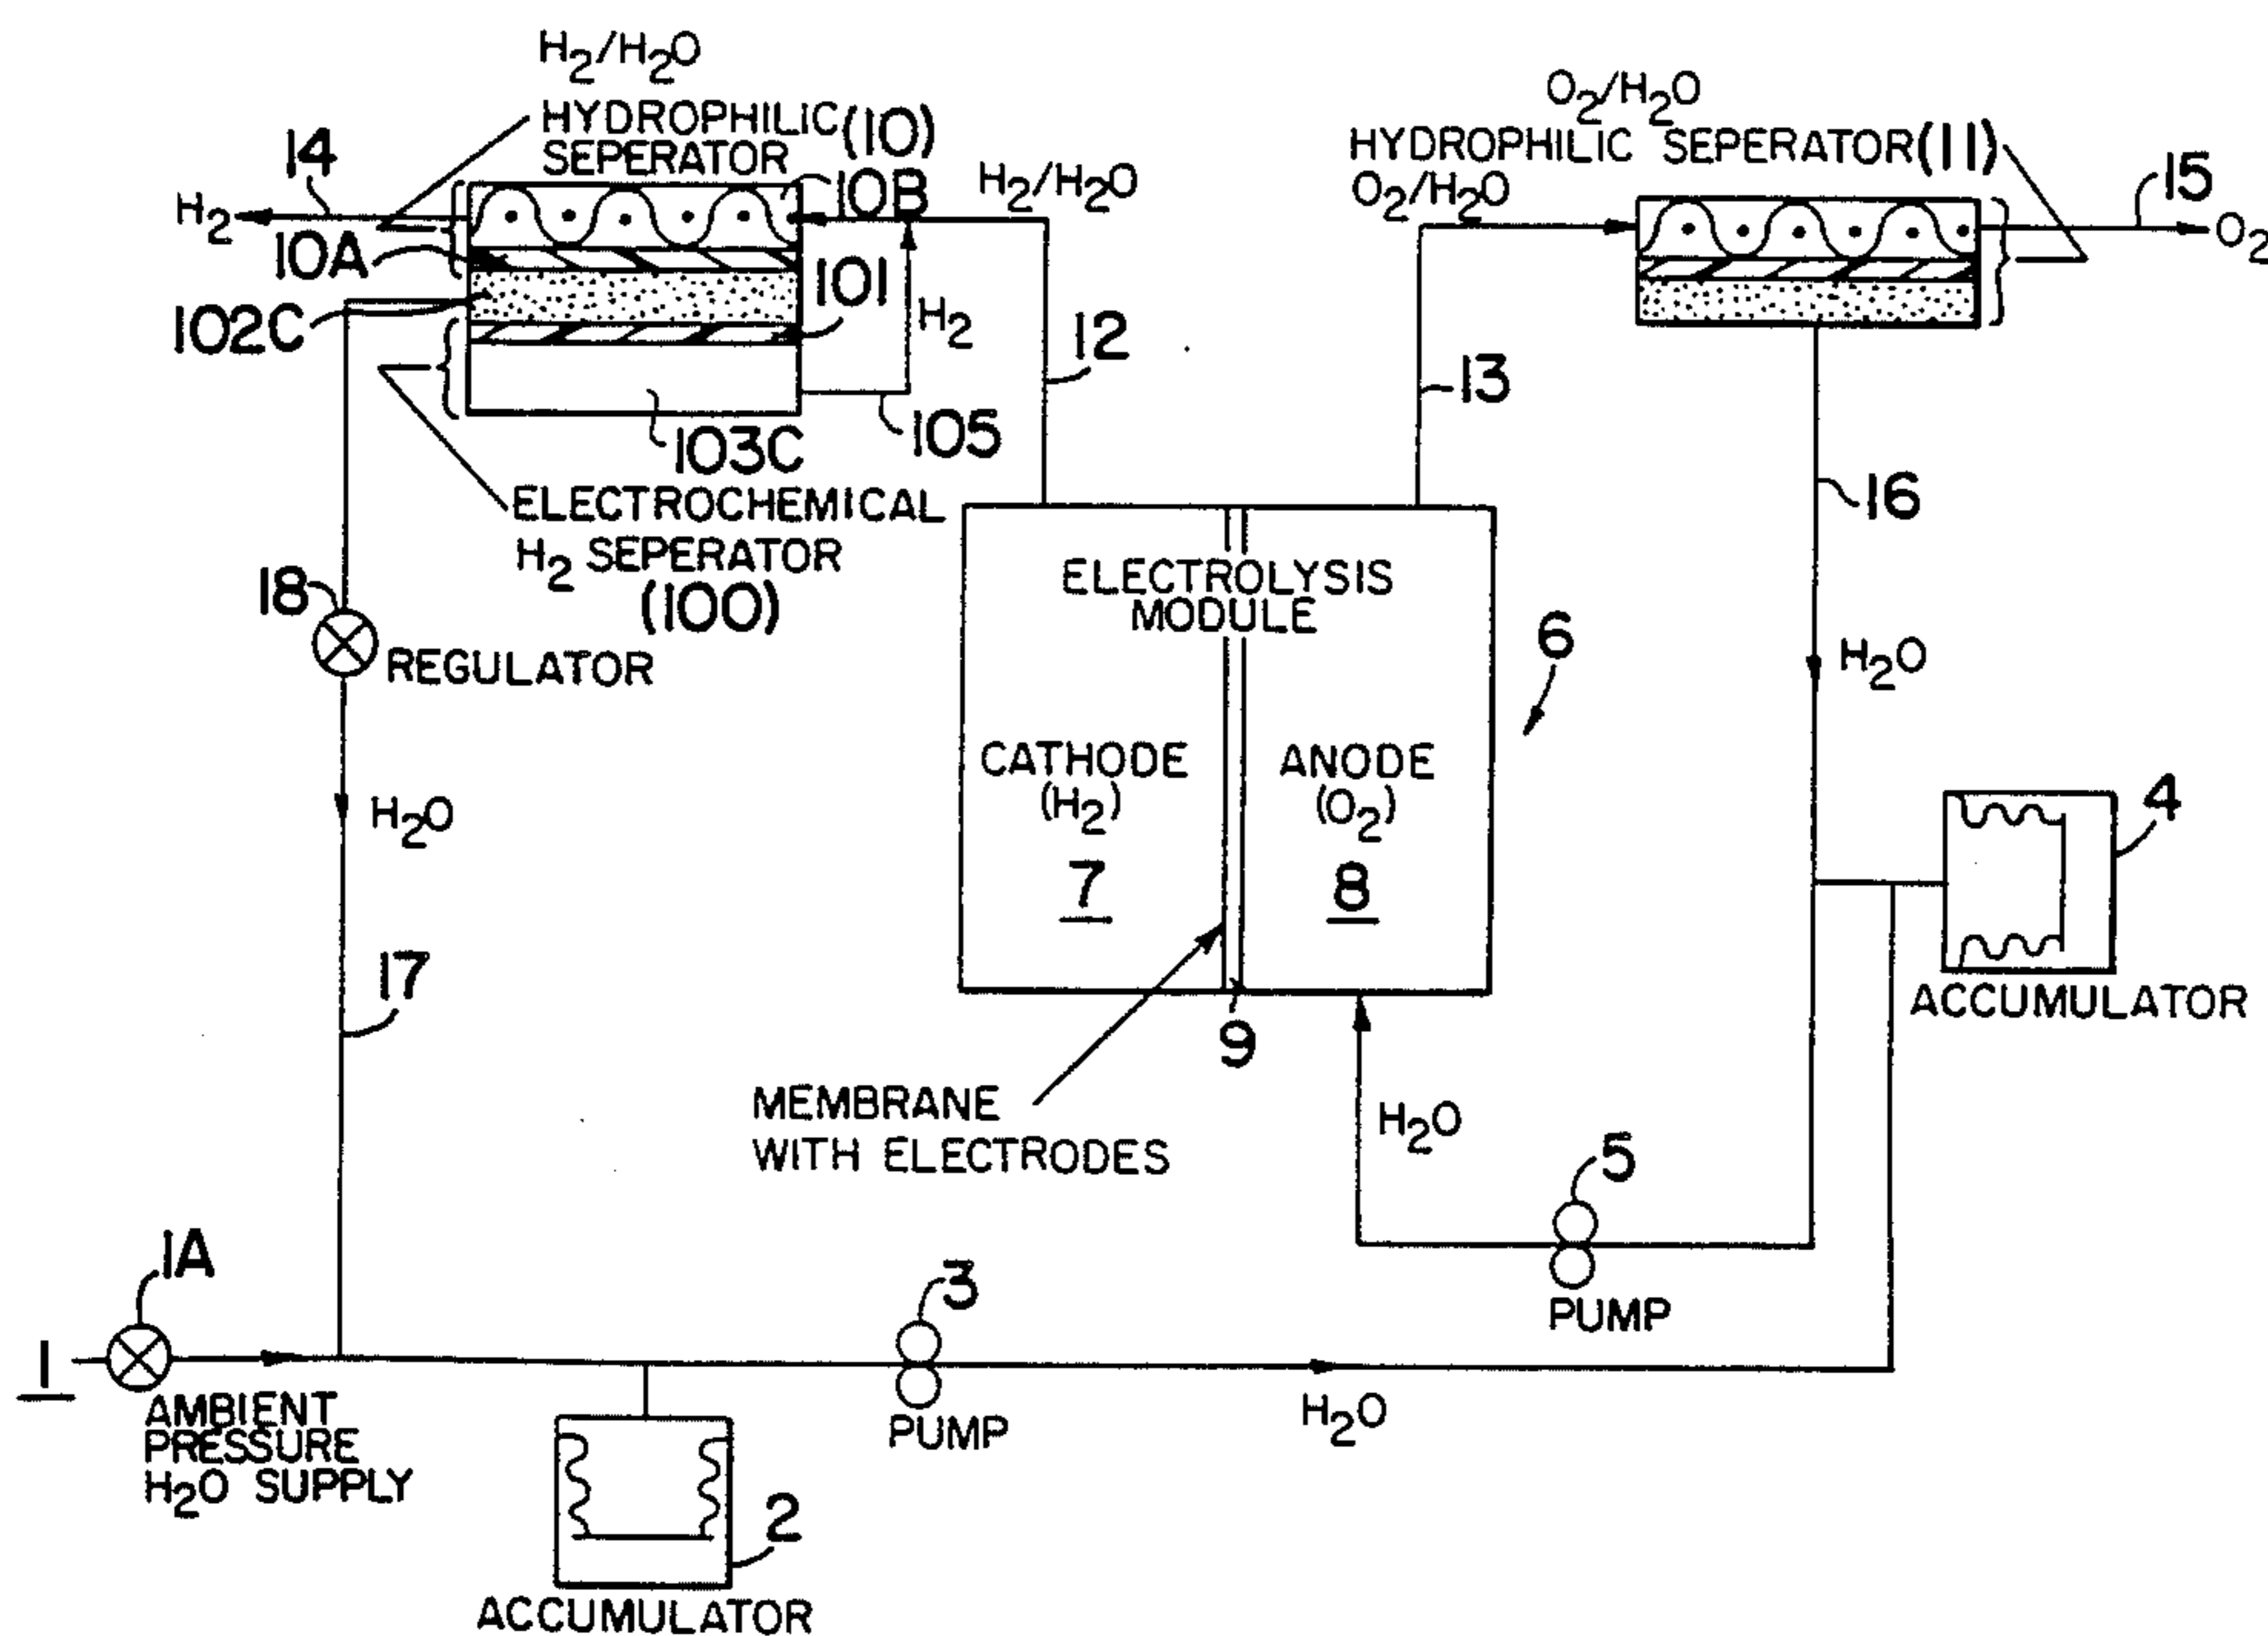 H2/H2O
HYDROPHILIC (10)
SEPERATOR
14
H2
10A
10B
H2/H2O
102C
101
H2
12
103C
105
ELECTROCHEMICAL
H2 SEPERATOR
(100)
O2/H2O
HYDROPHILIC SEPERATOR (11)
O2/H2O
15
O2
13
16
H2O
18
REGULATOR
H2O
17
ELECTROLYSIS
MODULE
6
CATHODE
(H2)
7
ANODE
(O2)
8
9
MEMBRANE
WITH ELECTRODES
4
ACCUMULATOR
H2O
5
PUMP
1A
1
AMBIENT
PRESSURE
H2O SUPPLY
3
PUMP
H2O
2
ACCUMULATOR